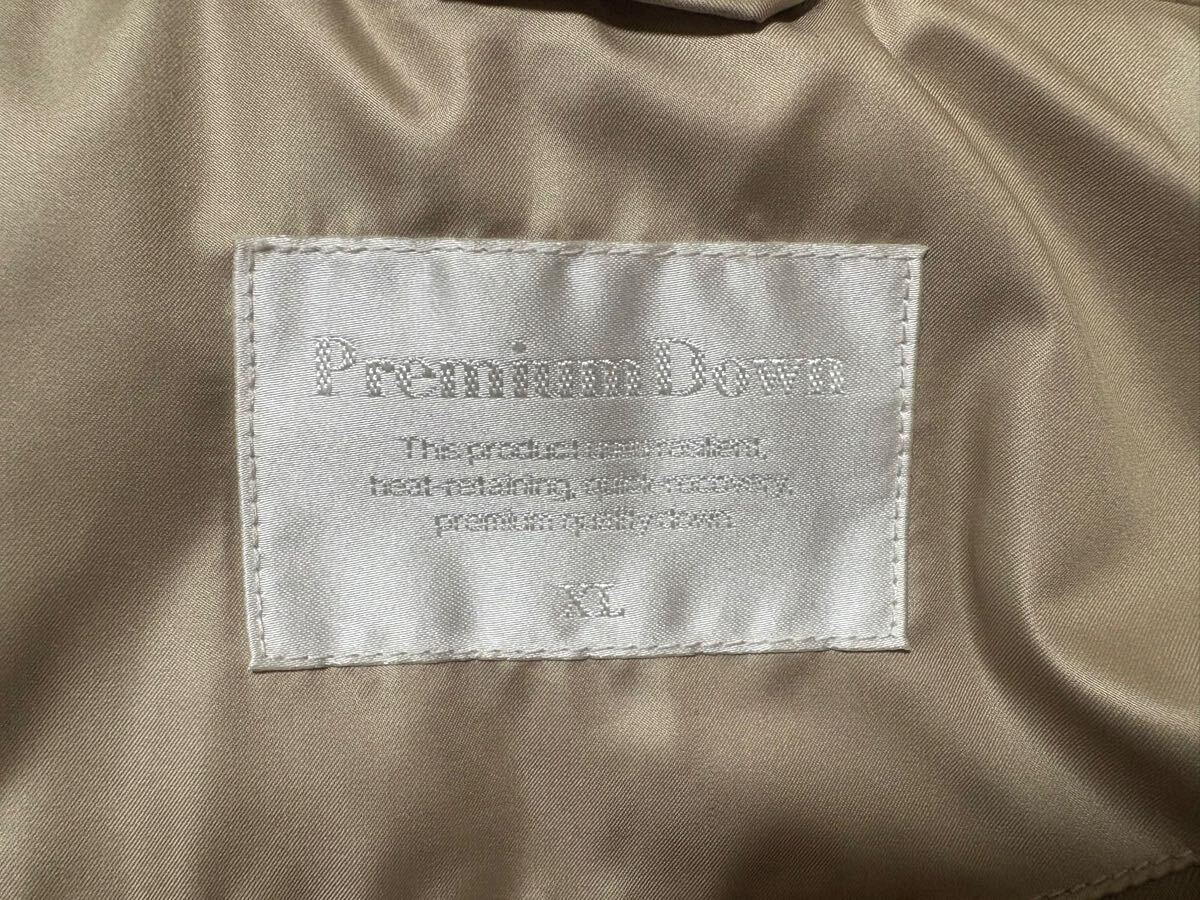 Premium Down
This product uses resilient,
heat-retaining, quick-recovery,
premium quality down.
XL